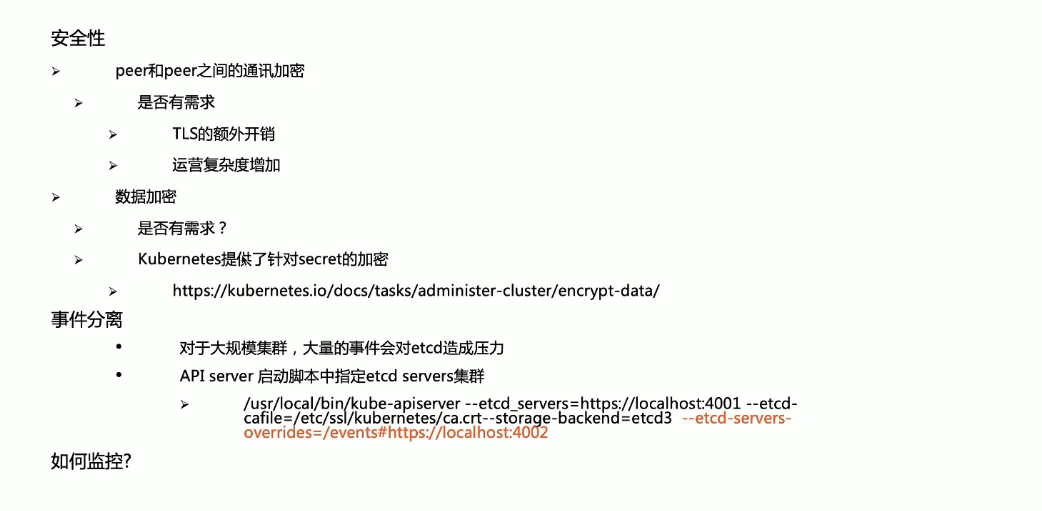 安全性
➢ peer和peer之间的通讯加密
➢ 是否有需求
➢ TLS的额外开销
➢ 运营复杂度增加
➢ 数据加密
➢ 是否有需求？
➢ Kubernetes提供了针对secret的加密
➢ https://kubernetes.io/docs/tasks/administer-cluster/encrypt-data/
事件分离
• 对于大规模集群，大量的事件会对etcd造成压力
• API server 启动脚本中指定etcd servers集群
➢ /usr/local/bin/kube-apiserver --etcd_servers=https://localhost:4001 --etcd-
cafile=/etc/ssl/kubernetes/ca.crt--storage-backend=etcd3 --etcd-servers-
overrides=/events#https://localhost:4002
如何监控?